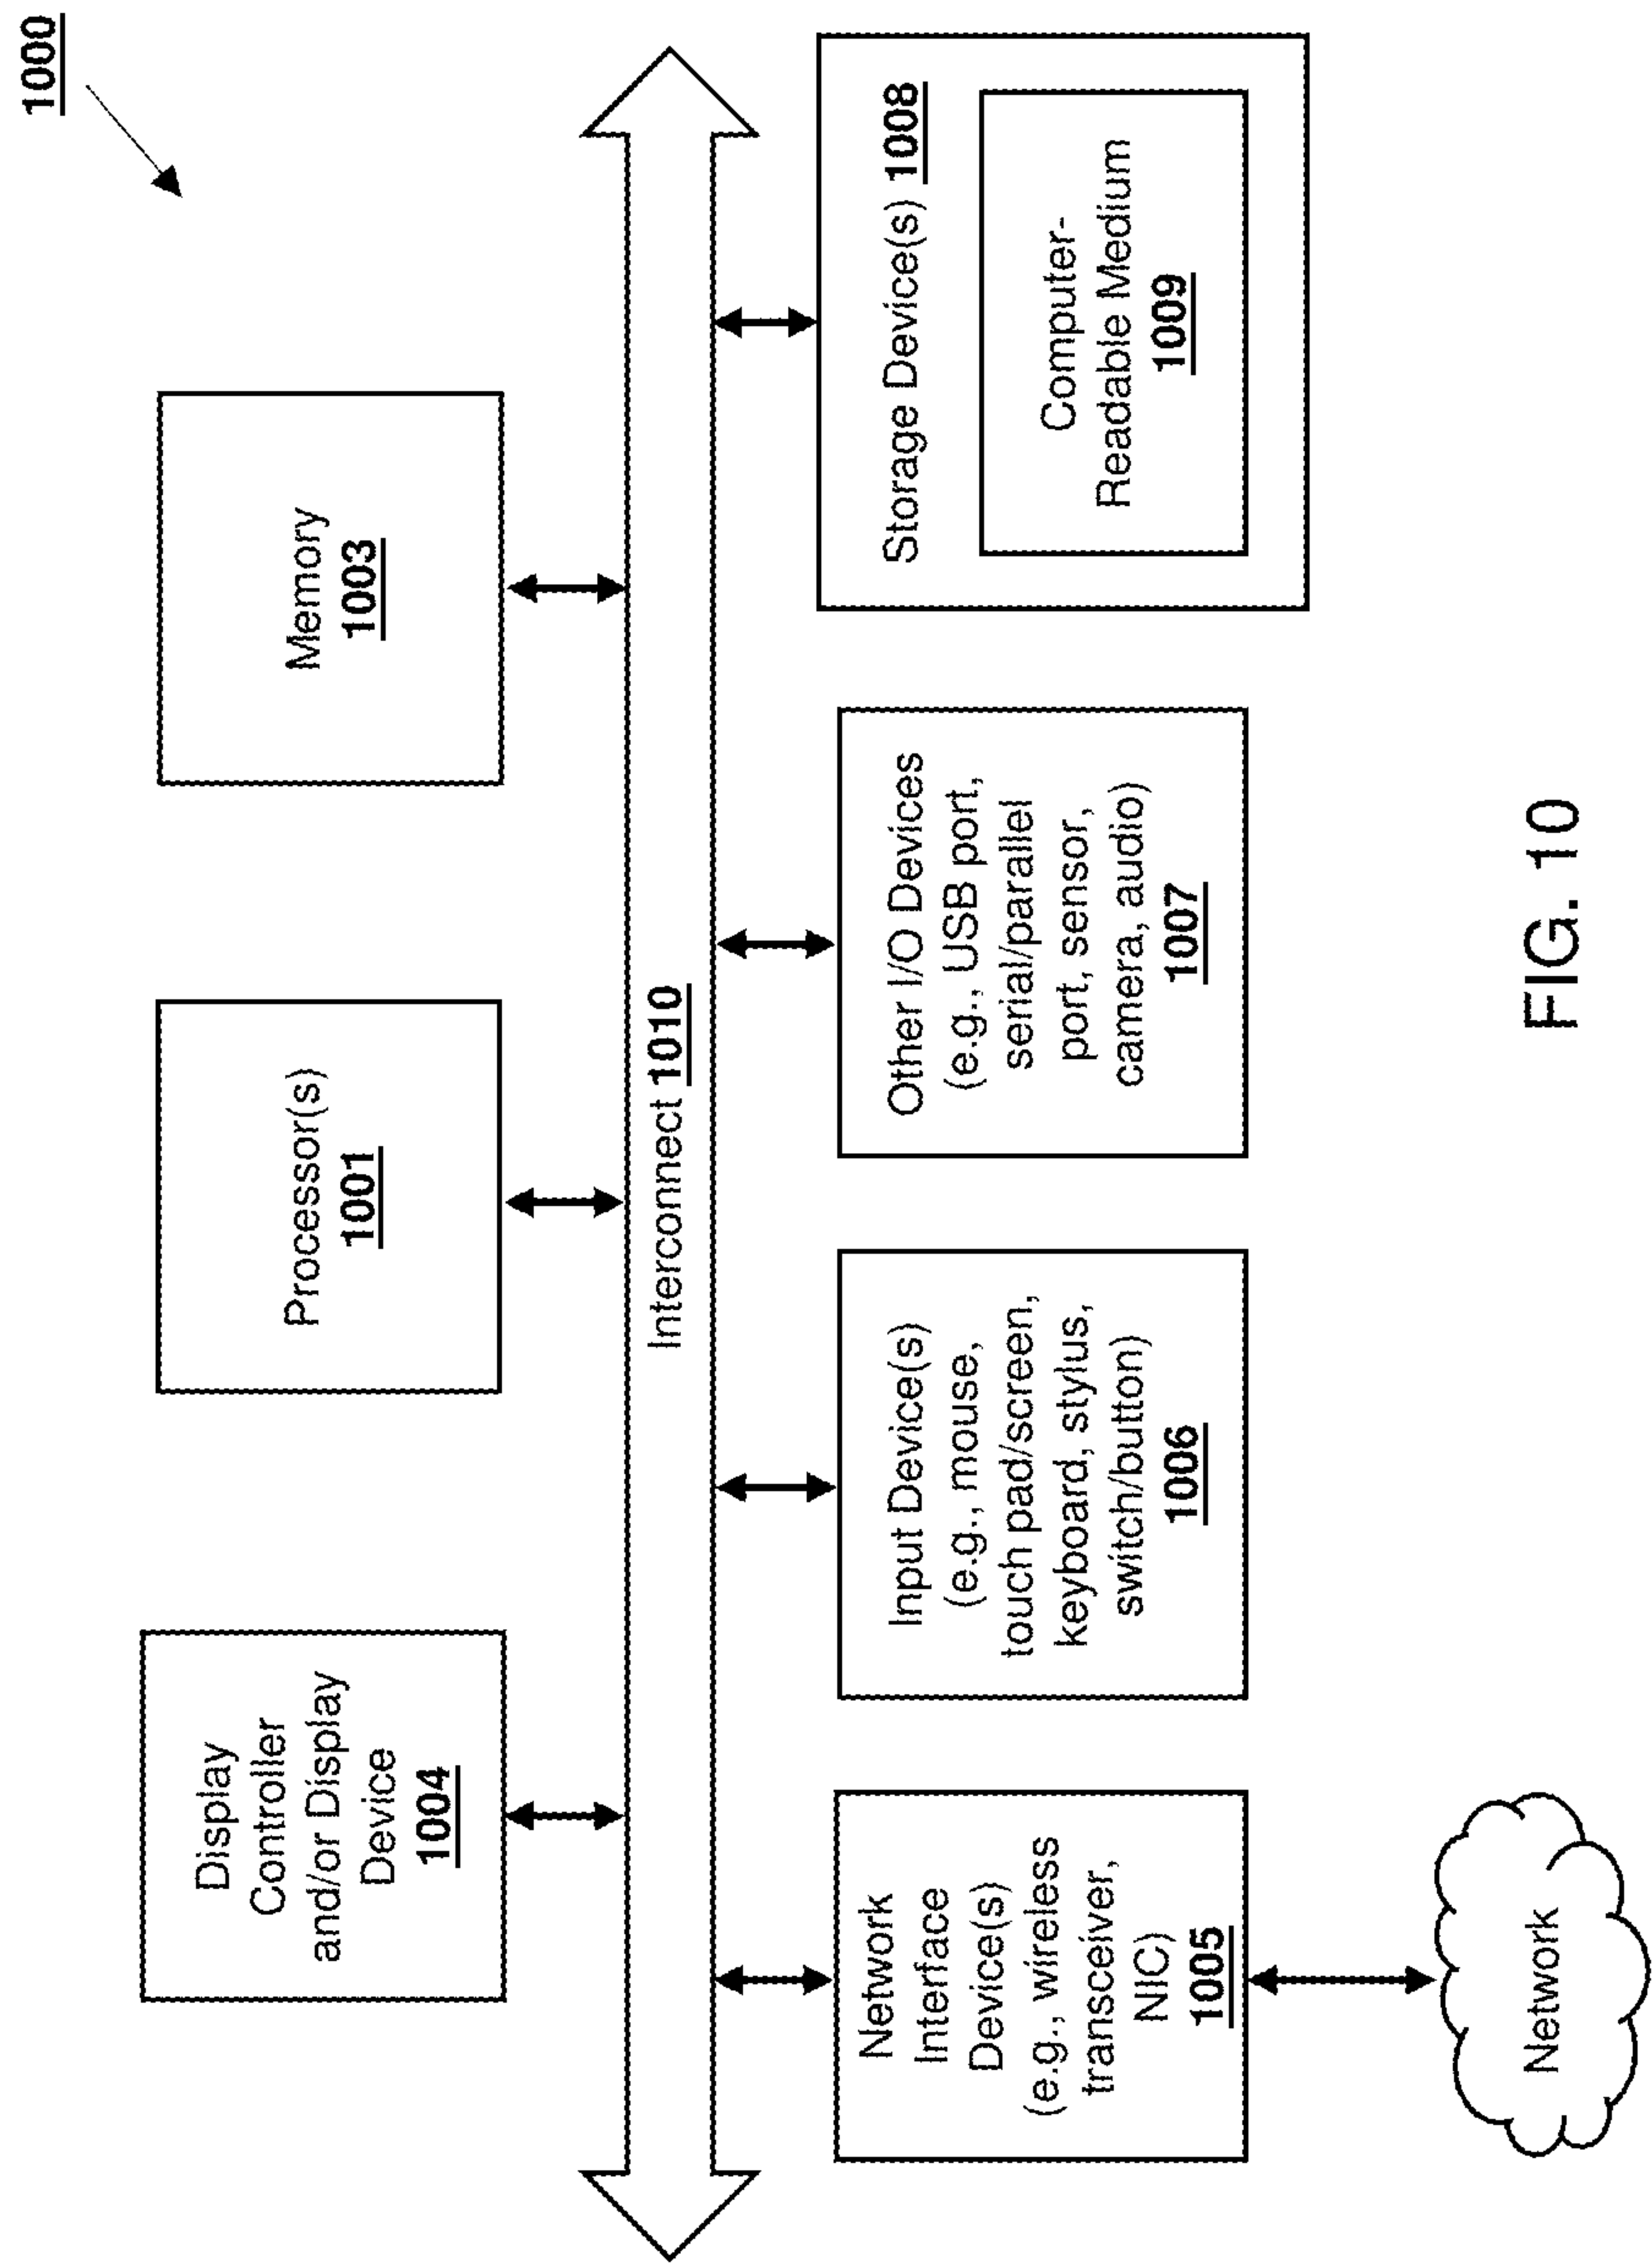 1000
Display
Controller
and/or Display
Device
1004
Processor(s)
1001
Memory
1003
Interconnect 1010
Network
Interface
Device(s)
(e.g., wireless
transceiver,
NIC)
1005
Input Device(s)
(e.g., mouse,
touch pad/screen,
keyboard, stylus,
switch/button)
1006
Other I/O Devices
(e.g., USB port,
serial/parallel
port, sensor,
camera, audio)
1007
Storage Device(s) 1008
Computer-
Readable Medium
1009
Network
FIG. 10